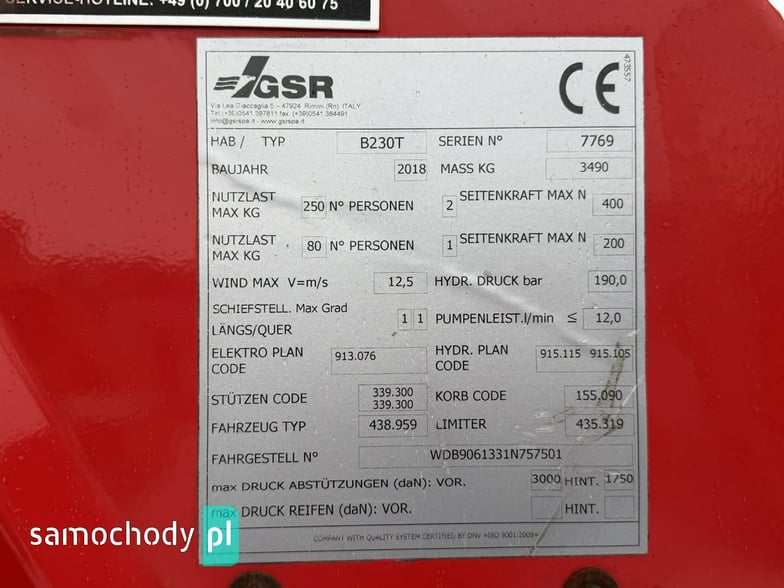 SERVICE-HOTLINE: +49 (0) 700 / 20 40 60 75
GSR
CE
473557
Via Lea Ciaccaglia 5 - 47924 Rimini (Rn) ITALY
Tel (+39)0541 397811 fax. (+39)0541 384491
info@gsrspa.it - www.gsrspa.it
HAB / TYP B230T SERIEN N° 7769
BAUJAHR 2018 MASS KG 3490
NUTZLAST MAX KG 250 N° PERSONEN 2 SEITENKRAFT MAX N 400
NUTZLAST MAX KG 80 N° PERSONEN 1 SEITENKRAFT MAX N 200
WIND MAX V=m/s 12,5 HYDR. DRUCK bar 190,0
SCHIEFSTELL. Max Grad
LÄNGS/QUER 1 1 PUMPENLEIST.l/min ≤ 12,0
ELEKTRO PLAN CODE 913.076 HYDR. PLAN CODE 915.115 915.105
STÜTZEN CODE 339.300 339.300 KORB CODE 155.090
FAHRZEUG TYP 438.959 LIMITER 435.319
FAHRGESTELL N° WDB9061331N757501
max DRUCK ABSTÜTZUNGEN (daN): VOR. 3000 HINT. 1750
max DRUCK REIFEN (daN): VOR. HINT.
COMPANY WITH QUALITY SYSTEM CERTIFIED BY DNV =ISO 9001:2008=
samochody pl